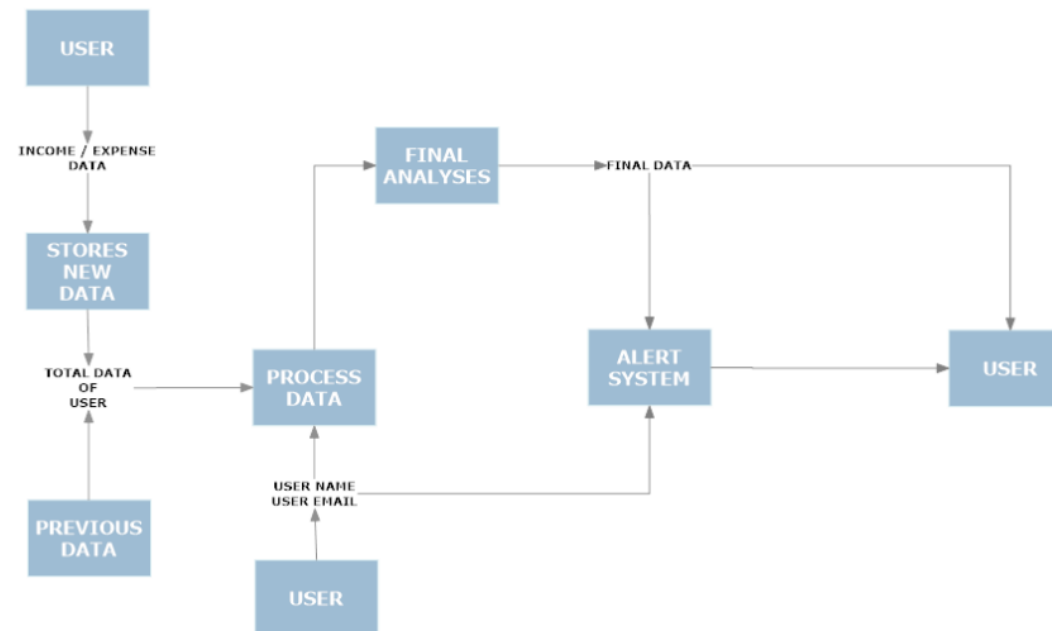 USER
INCOME / EXPENSE
DATA
STORES
NEW
DATA
TOTAL DATA
OF
USER
PREVIOUS
DATA
FINAL
ANALYSES
PROCESS
DATA
USER NAME
USER EMAIL
USER
FINAL DATA
ALERT
SYSTEM
USER